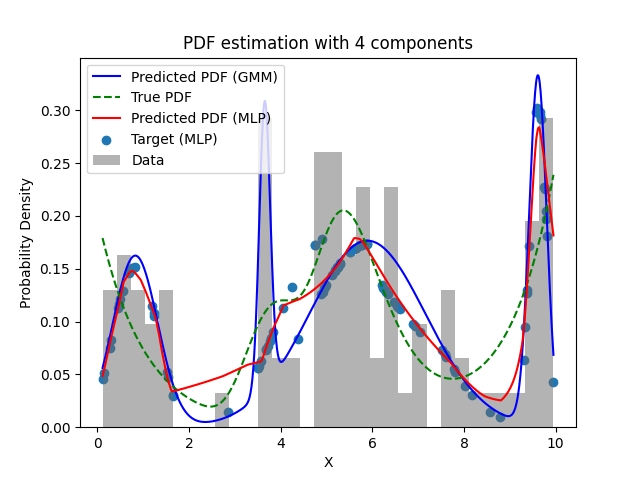 PDF estimation with 4 components
Predicted PDF (GMM)
True PDF
Predicted PDF (MLP)
Target (MLP)
Data
Probability Density
0.30
0.25
0.20
0.15
0.10
0.05
0.00
0
2
4
6
8
10
X